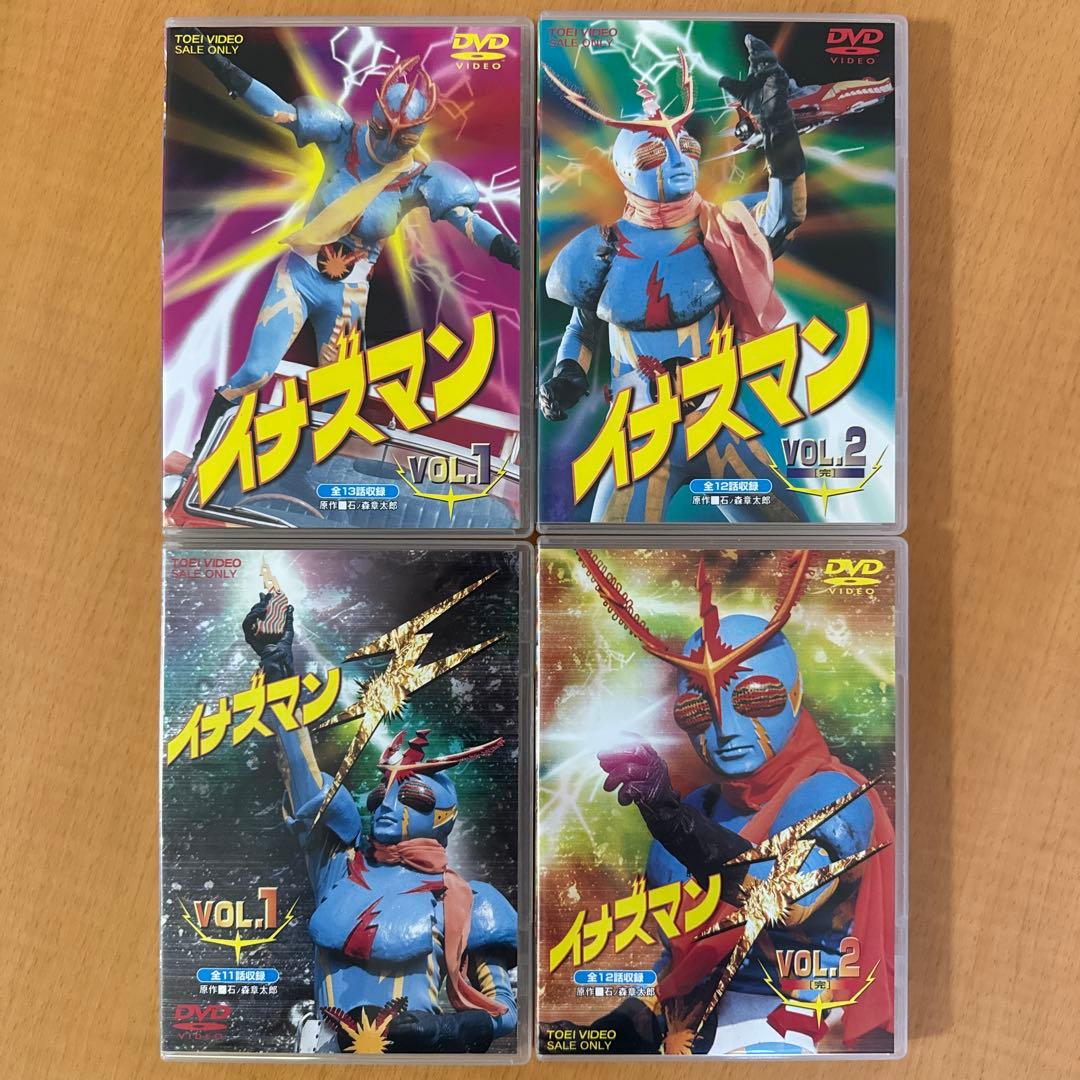 TOEI VIDEO
SALE ONLY
DVD
VIDEO
イナズマン
VOL.1
全13話収録
原作■石ノ森章太郎
TOEI VIDEO
SALE ONLY
DVD
VIDEO
イナズマン
VOL.2
[完]
全12話収録
原作■石ノ森章太郎
TOEI VIDEO
SALE ONLY
イナズマンF
VOL.1
全11話収録
原作■石ノ森章太郎
DVD
VIDEO
DVD
VIDEO
イナズマンF
VOL.2
[完]
全12話収録
原作■石ノ森章太郎
TOEI VIDEO
SALE ONLY